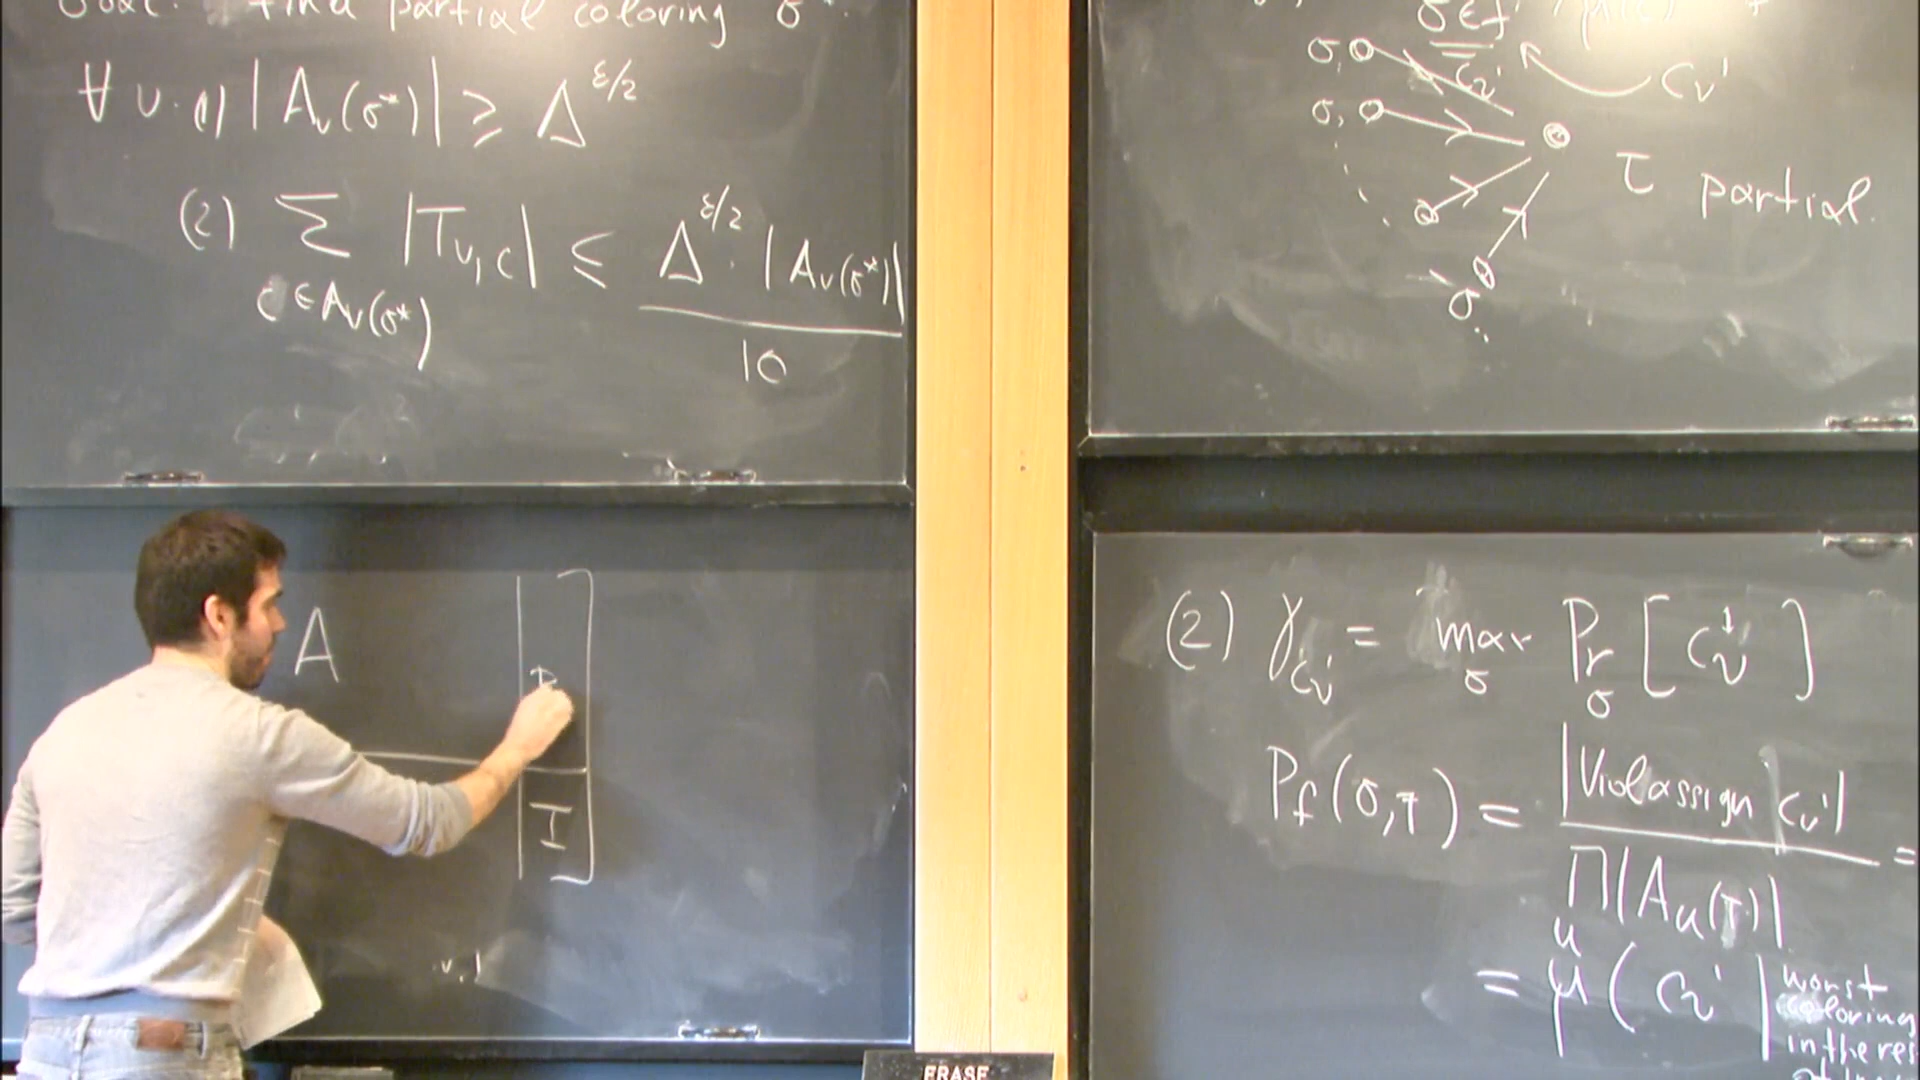 Goal: find partial coloring σ*.
∀ v: (1) |A_v(σ*)| ≥ Δ^{ε/2}
(2) Σ_{c ∈ A_v(σ*)} |T_{v,c}| ≤ Δ^{ε/2} · |A_v(σ*)| / 10
A
I
σ, C_v'
σ,
τ partial.
σ
(2) γ_{c_v'} = max_σ Pr_σ [ C_v' ]
P_f(σ,τ) = |Viol assign C_v'| / Π_u |A_u(τ)| =
= μ( C_v' | worst
coloring
in the res
ERASE